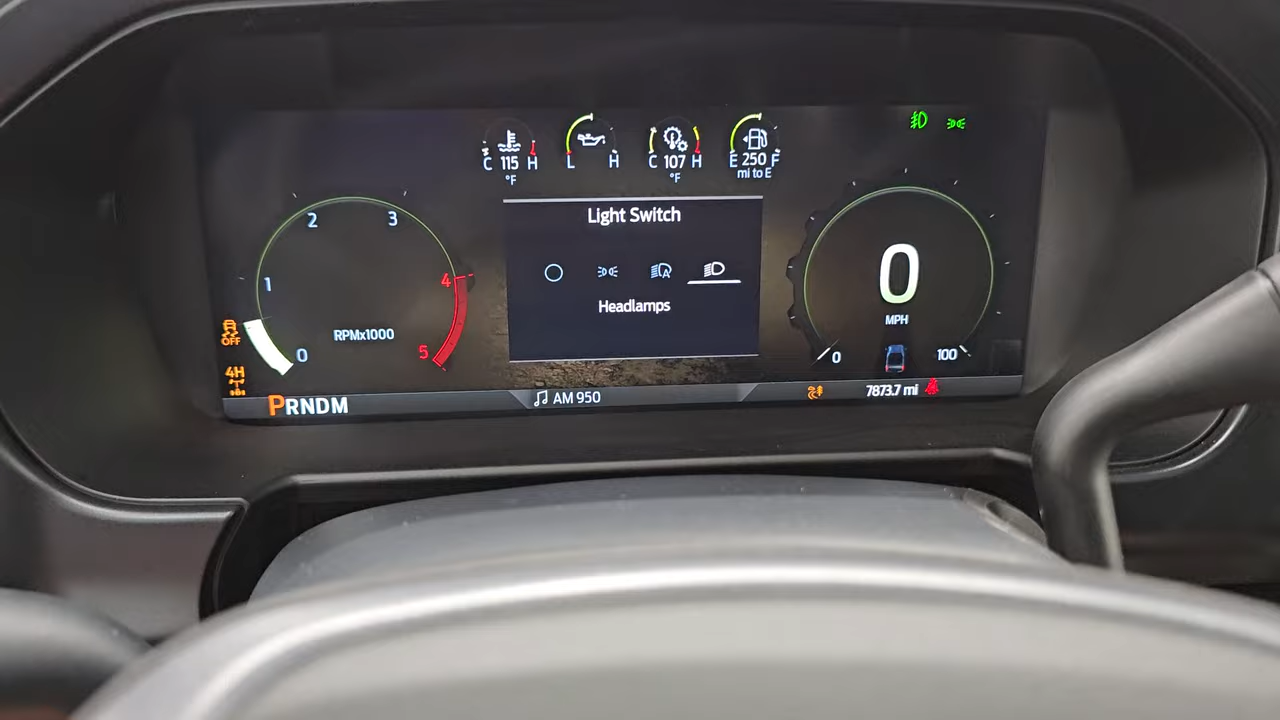 C 115 H
°F
L H
C 107 H
°F
E 250 F
mi to E
Light Switch
A
Headlamps
2 3
1 4
0 5
RPMx1000
OFF
4H
PRNDM
AM 950
0
MPH
0 100
7873.7 mi